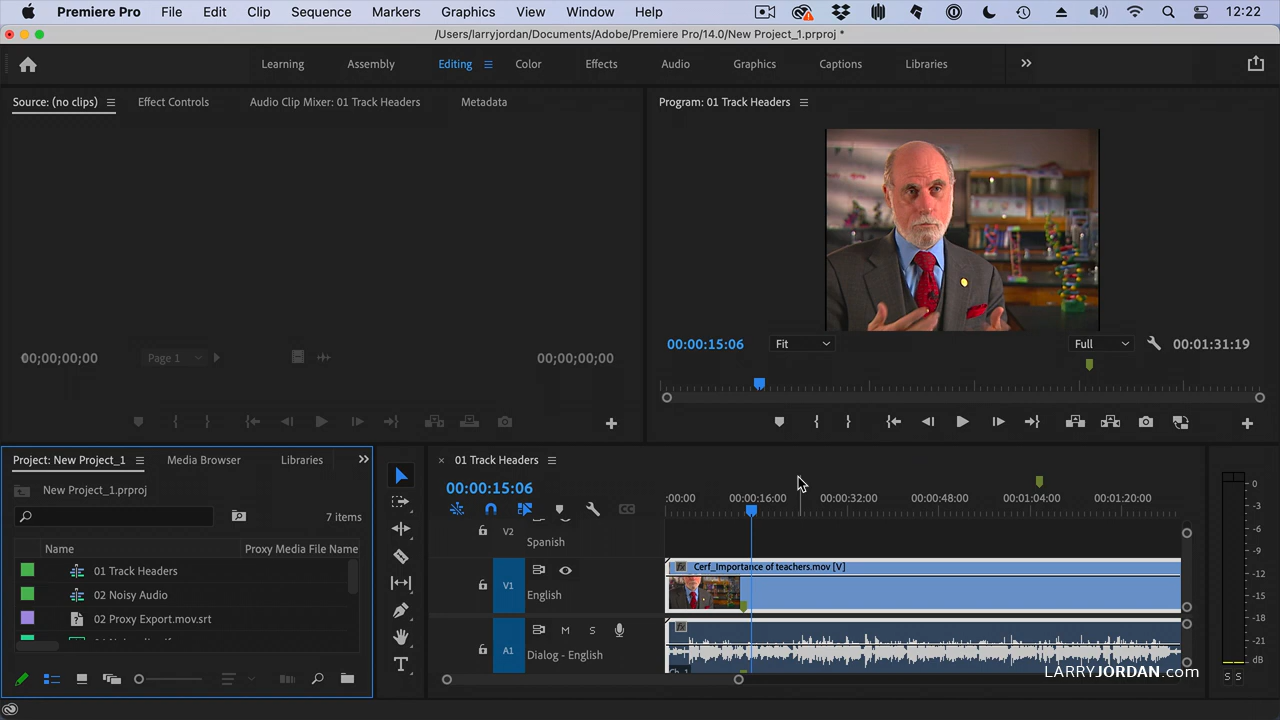 Premiere Pro File Edit Clip Sequence Markers Graphics View Window Help 12:22
/Users/larryjordan/Documents/Adobe/Premiere Pro/14.0/New Project_1.prproj *
Learning Assembly Editing Color Effects Audio Graphics Captions Libraries
Source: (no clips) Effect Controls Audio Clip Mixer: 01 Track Headers Metadata
Program: 01 Track Headers
00;00;00;00 Page 1 00;00;00;00
00:00:15:06 Fit Full 00:01:31:19
Project: New Project_1 Media Browser Libraries
New Project_1.prproj
7 items
Name Proxy Media File Name
01 Track Headers
02 Noisy Audio
02 Proxy Export.mov.srt
01 Track Headers
00:00:15:06
:00:00 00:00:16:00 00:00:32:00 00:00:48:00 00:01:04:00 00:01:20:00
V2 Spanish
fx Cerf_Importance of teachers.mov [V]
V1 English
A1 M S
Dialog - English
fx
Ch. 1
0
-3
-6
-9
-12
-15
-18
-21
dB
S S
LARRYJORDAN.com